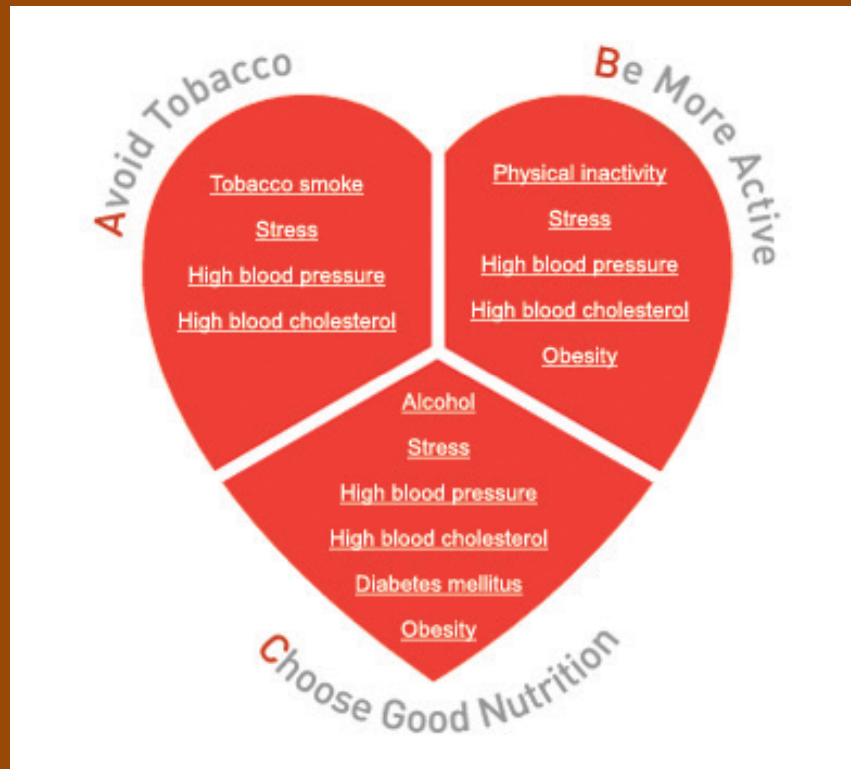 Avoid Tobacco
Tobacco smoke
Stress
High blood pressure
High blood cholesterol
Be More Active
Physical inactivity
Stress
High blood pressure
High blood cholesterol
Obesity
Alcohol
Stress
High blood pressure
High blood cholesterol
Diabetes mellitus
Obesity
Choose Good Nutrition